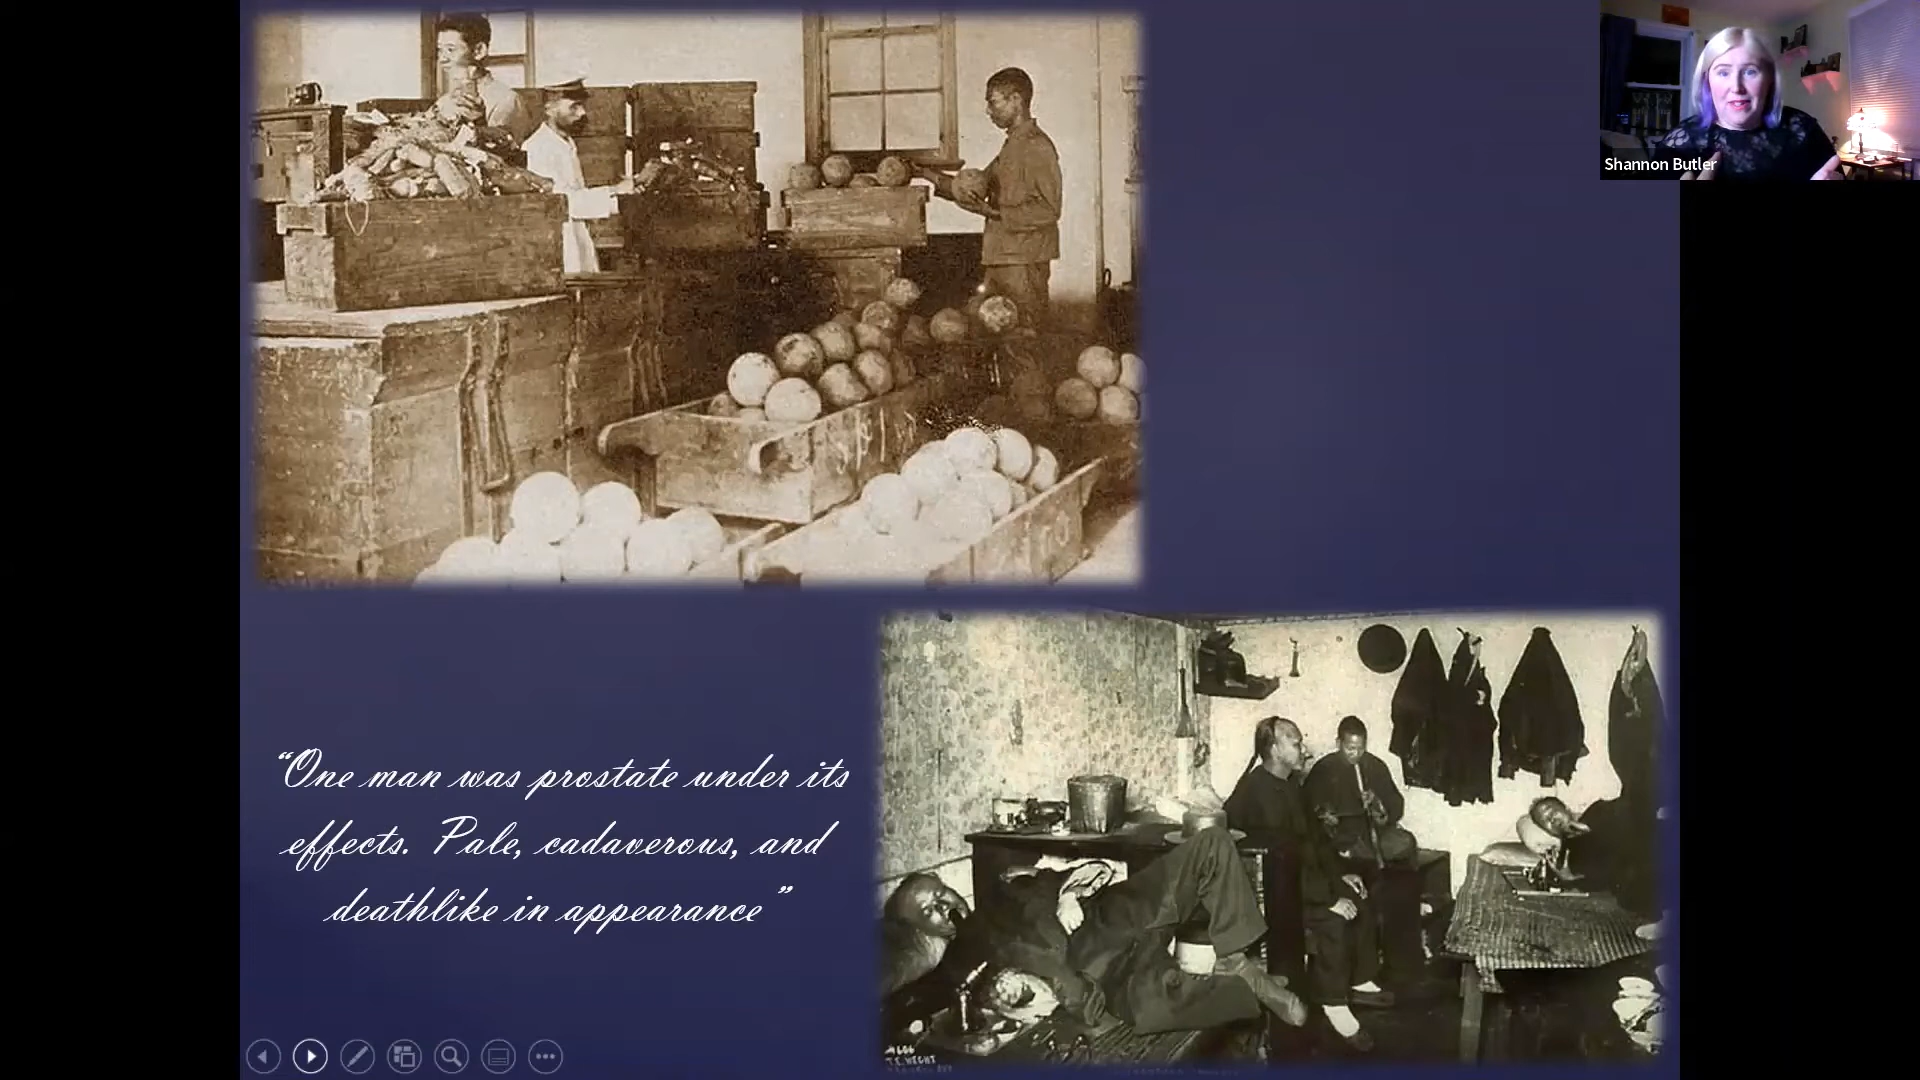 Shannon Butler
“One man was prostate under its
effects. Pale, cadaverous, and
deathlike in appearance”